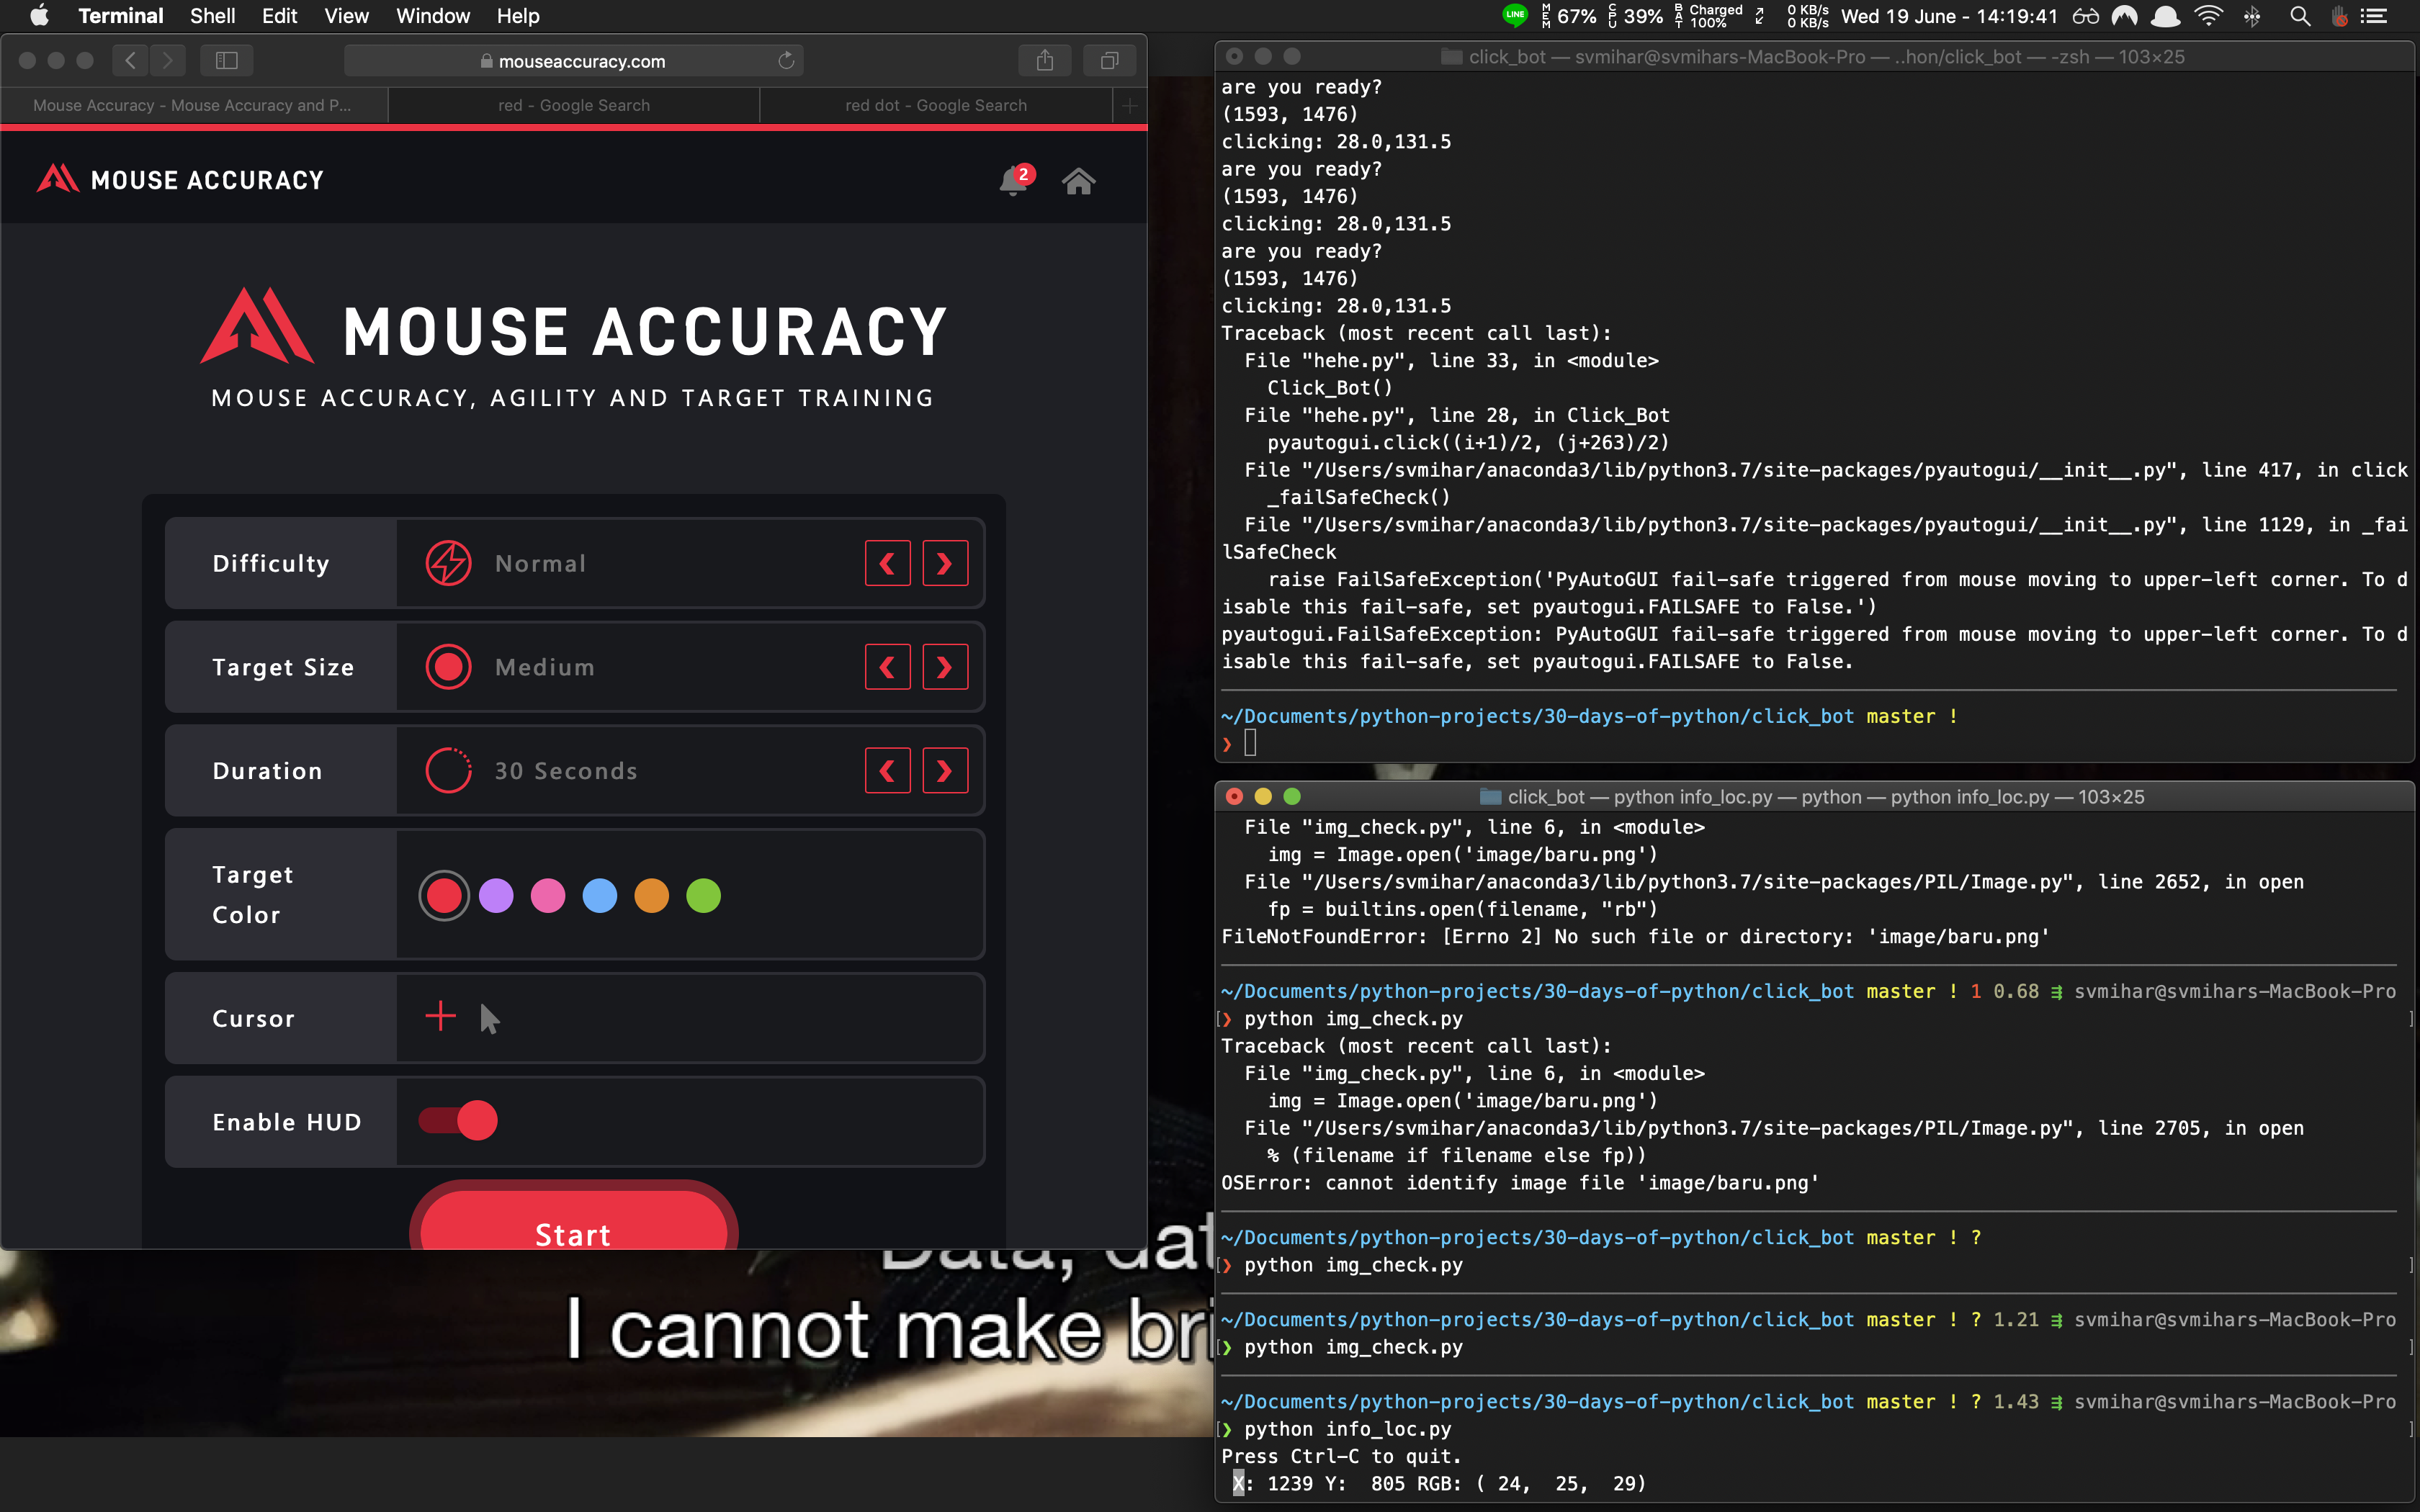 Terminal Shell Edit View Window Help
LINE MEM 67% CPU 39% BAT Charged 100% 0 KB/s 0 KB/s Wed 19 June - 14:19:41
mouseaccuracy.com
Mouse Accuracy - Mouse Accuracy and P... red - Google Search red dot - Google Search
MOUSE ACCURACY 2
MOUSE ACCURACY
MOUSE ACCURACY, AGILITY AND TARGET TRAINING
Difficulty Normal
Target Size Medium
Duration 30 Seconds
Target
Color
Cursor
Enable HUD
Start
I cannot make bri
click_bot — svmihar@svmihars-MacBook-Pro — ..hon/click_bot — -zsh — 103×25
are you ready?
(1593, 1476)
clicking: 28.0,131.5
are you ready?
(1593, 1476)
clicking: 28.0,131.5
are you ready?
(1593, 1476)
clicking: 28.0,131.5
Traceback (most recent call last):
File "hehe.py", line 33, in <module>
Click_Bot()
File "hehe.py", line 28, in Click_Bot
pyautogui.click((i+1)/2, (j+263)/2)
File "/Users/svmihar/anaconda3/lib/python3.7/site-packages/pyautogui/__init__.py", line 417, in click
_failSafeCheck()
File "/Users/svmihar/anaconda3/lib/python3.7/site-packages/pyautogui/__init__.py", line 1129, in _fai
lSafeCheck
raise FailSafeException('PyAutoGUI fail-safe triggered from mouse moving to upper-left corner. To d
isable this fail-safe, set pyautogui.FAILSAFE to False.')
pyautogui.FailSafeException: PyAutoGUI fail-safe triggered from mouse moving to upper-left corner. To d
isable this fail-safe, set pyautogui.FAILSAFE to False.
~/Documents/python-projects/30-days-of-python/click_bot master !
❯
click_bot — python info_loc.py — python — python info_loc.py — 103×25
File "img_check.py", line 6, in <module>
img = Image.open('image/baru.png')
File "/Users/svmihar/anaconda3/lib/python3.7/site-packages/PIL/Image.py", line 2652, in open
fp = builtins.open(filename, "rb")
FileNotFoundError: [Errno 2] No such file or directory: 'image/baru.png'
~/Documents/python-projects/30-days-of-python/click_bot master ! 1 0.68 ⇶ svmihar@svmihars-MacBook-Pro
[❯ python img_check.py ]
Traceback (most recent call last):
File "img_check.py", line 6, in <module>
img = Image.open('image/baru.png')
File "/Users/svmihar/anaconda3/lib/python3.7/site-packages/PIL/Image.py", line 2705, in open
% (filename if filename else fp))
OSError: cannot identify image file 'image/baru.png'
~/Documents/python-projects/30-days-of-python/click_bot master ! ?
[❯ python img_check.py ]
~/Documents/python-projects/30-days-of-python/click_bot master ! ? 1.21 ⇶ svmihar@svmihars-MacBook-Pro
[❯ python img_check.py ]
~/Documents/python-projects/30-days-of-python/click_bot master ! ? 1.43 ⇶ svmihar@svmihars-MacBook-Pro
[❯ python info_loc.py ]
Press Ctrl-C to quit.
X: 1239 Y: 805 RGB: ( 24, 25, 29)